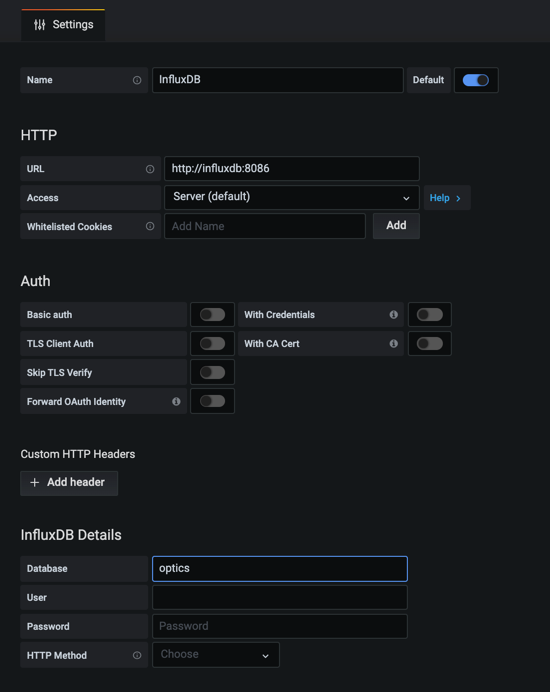 Settings
Name InfluxDB Default
HTTP
URL http://influxdb:8086
Access Server (default) Help >
Whitelisted Cookies Add Name Add
Auth
Basic auth With Credentials
TLS Client Auth With CA Cert
Skip TLS Verify
Forward OAuth Identity
Custom HTTP Headers
+ Add header
InfluxDB Details
Database optics
User
Password Password
HTTP Method Choose